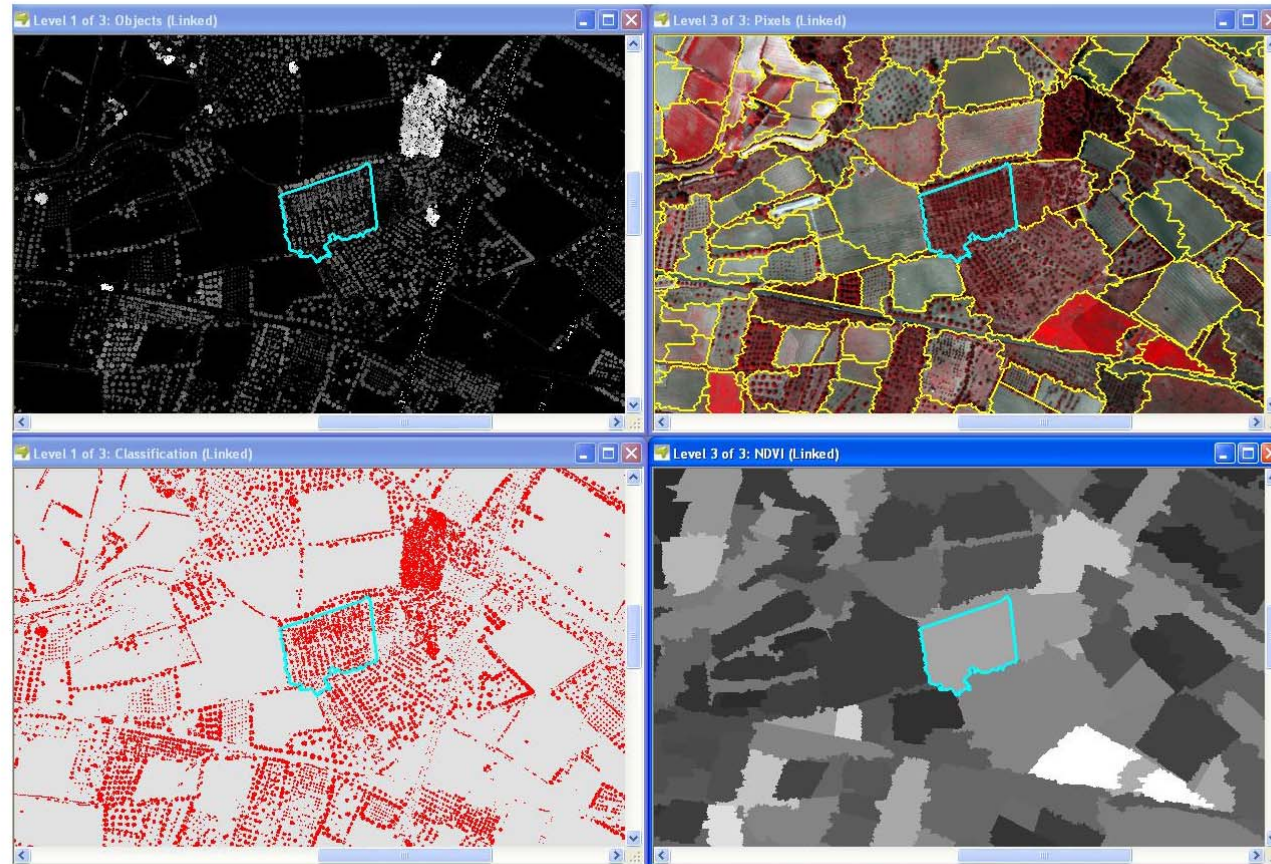 Level 1 of 3: Objects (Linked)
Level 3 of 3: Pixels (Linked)
Level 1 of 3: Classification (Linked)
Level 3 of 3: NDVI (Linked)